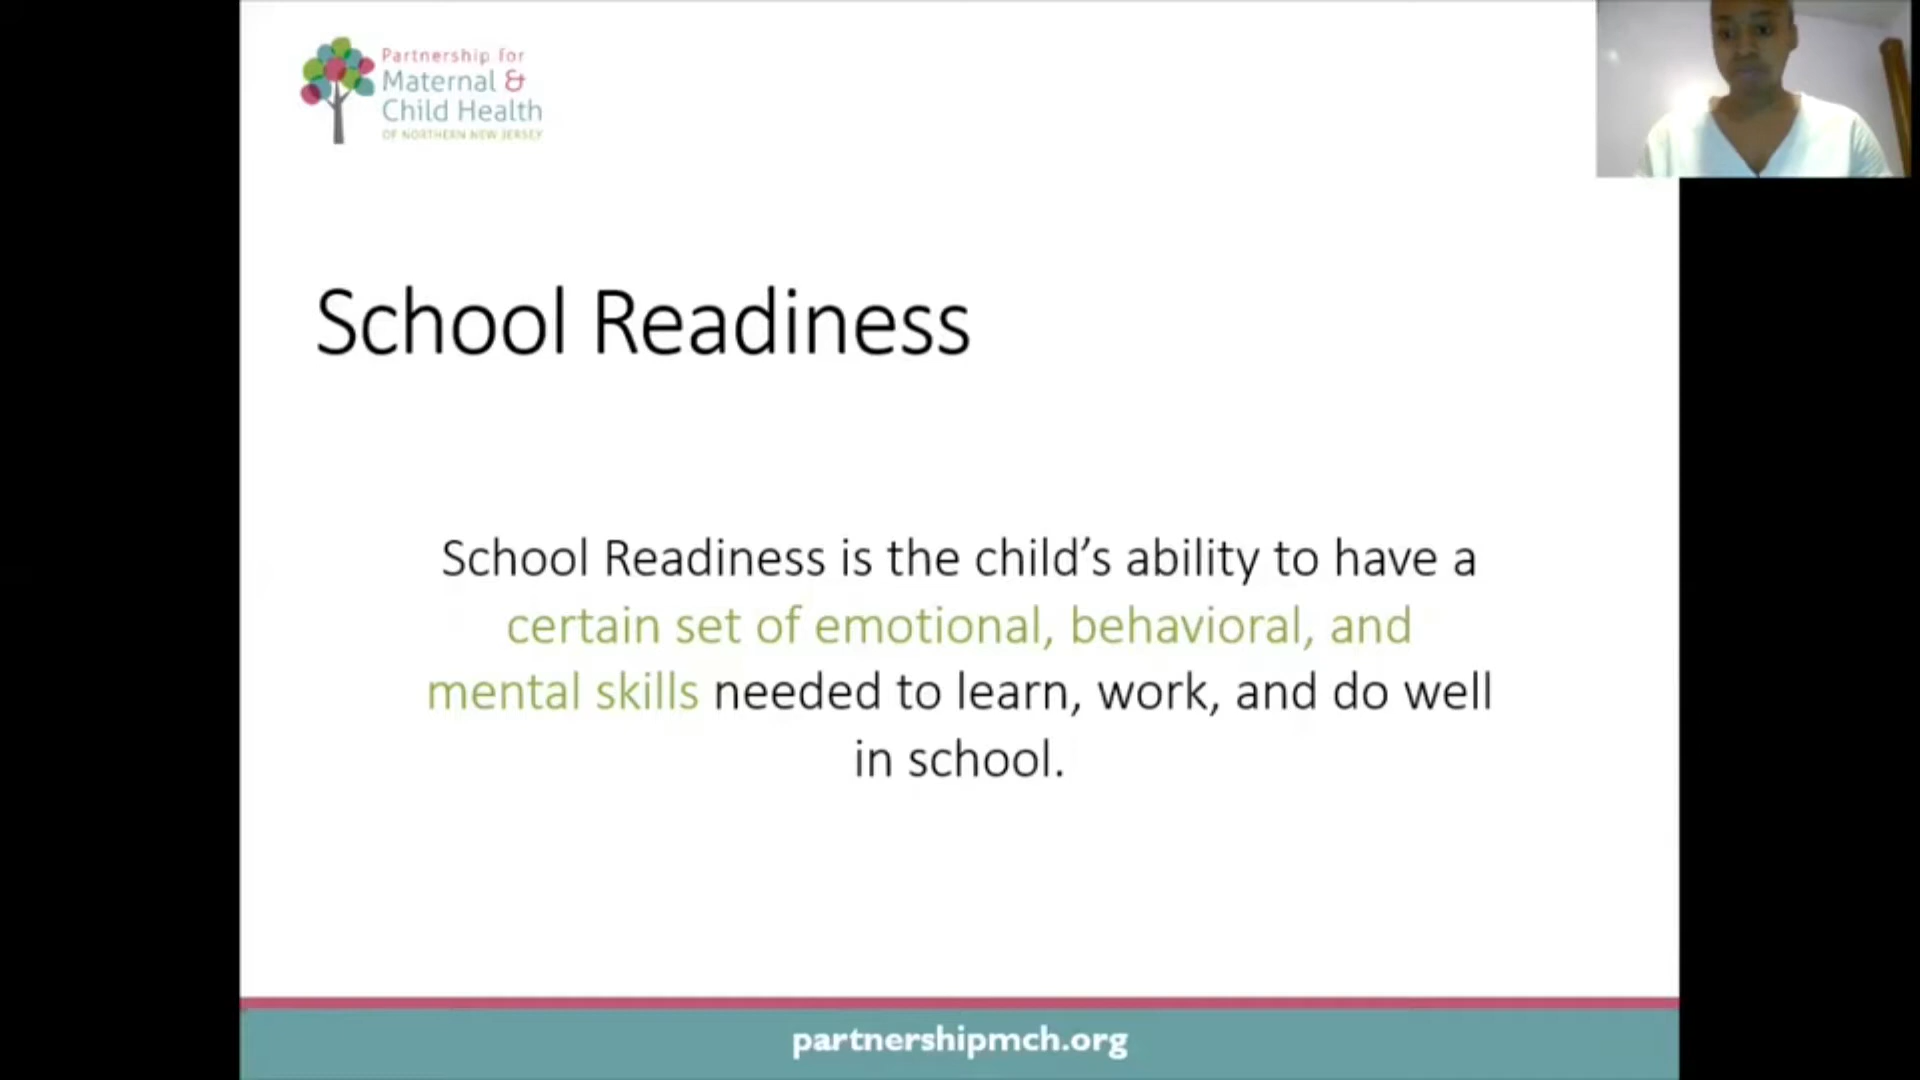 Partnership for
Maternal &
Child Health
OF NORTHERN NEW JERSEY
School Readiness
School Readiness is the child’s ability to have a
certain set of emotional, behavioral, and
mental skills needed to learn, work, and do well
in school.
partnershipmch.org